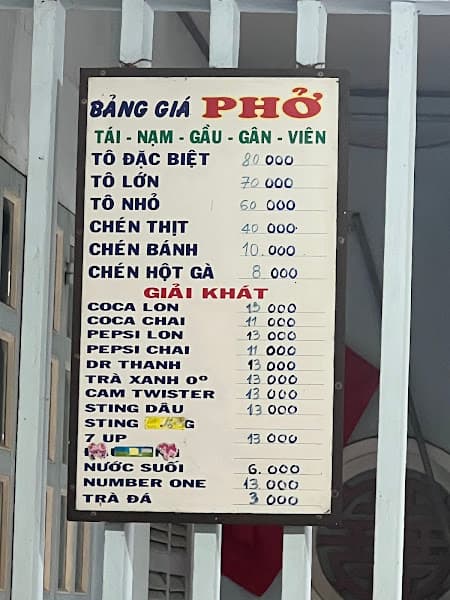 BẢNG GIÁ PHỞ
TÁI - NẠM - GẦU - GÂN - VIÊN
TÔ ĐẶC BIỆT 80 000
TÔ LỚN 70 000
TÔ NHỎ 60 000
CHÉN THỊT 40 000
CHÉN BÁNH 10.000
CHÉN HỘT GÀ 8 000
GIẢI KHÁT
COCA LON 13 000
COCA CHAI 11 000
PEPSI LON 13 000
PEPSI CHAI 11 000
DR THANH 13 000
TRÀ XANH 0º 13.000
CAM TWISTER 13.000
STING DÂU 13.000
STING
7 UP 13.000
NƯỚC SUỐI 6.000
NUMBER ONE 13.000
TRÀ ĐÁ 3 000